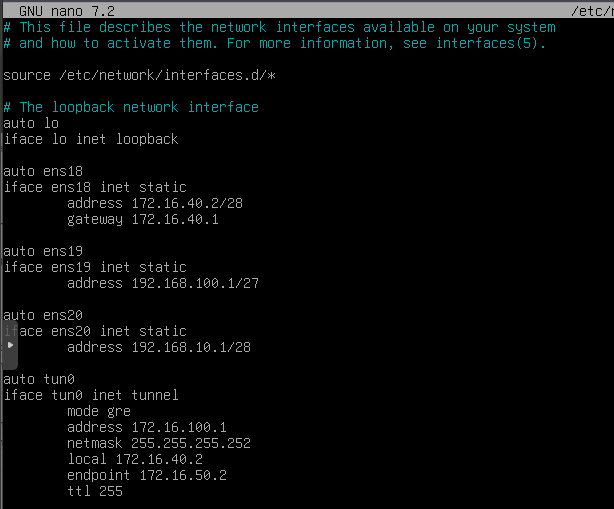 GNU nano 7.2 /etc/n
# This file describes the network interfaces available on your system
# and how to activate them. For more information, see interfaces(5).
source /etc/network/interfaces.d/*
# The loopback network interface
auto lo
iface lo inet loopback
auto ens18
iface ens18 inet static
address 172.16.40.2/28
gateway 172.16.40.1
auto ens19
iface ens19 inet static
address 192.168.100.1/27
auto ens20
face ens20 inet static
address 192.168.10.1/28
auto tun0
iface tun0 inet tunnel
mode gre
address 172.16.100.1
netmask 255.255.255.252
local 172.16.40.2
endpoint 172.16.50.2
ttl 255